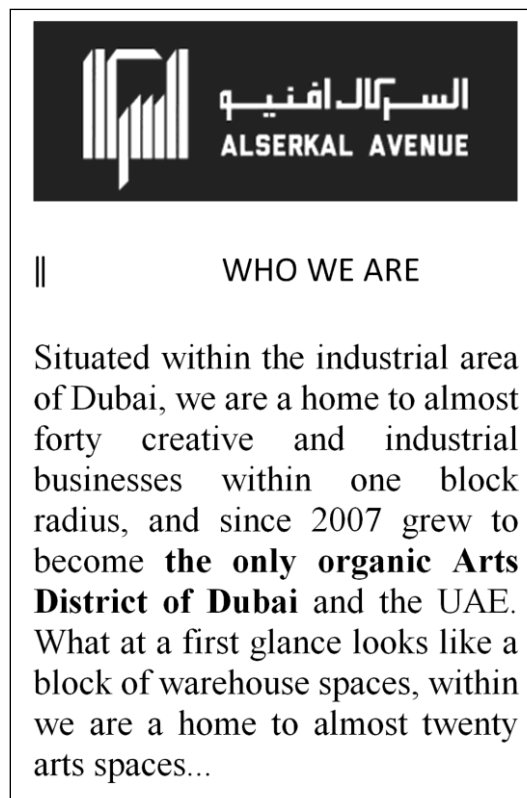 السركال افنيو
ALSERKAL AVENUE
|| WHO WE ARE
Situated within the industrial area
of Dubai, we are a home to almost
forty creative and industrial
businesses within one block
radius, and since 2007 grew to
become the only organic Arts
District of Dubai and the UAE.
What at a first glance looks like a
block of warehouse spaces, within
we are a home to almost twenty
arts spaces...